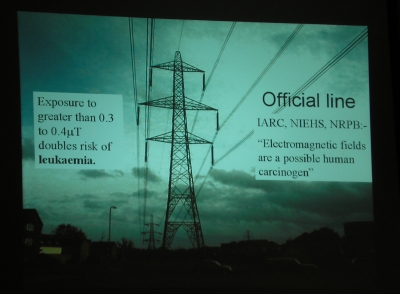 Exposure to
greater than 0.3
to 0.4µT
doubles risk of
leukaemia.
Official line
IARC, NIEHS, NRPB:-
“Electromagnetic fields
are a possible human
carcinogen”